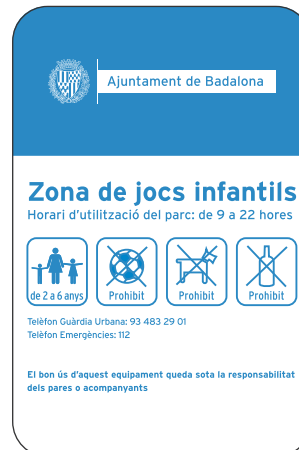 Ajuntament de Badalona
Zona de jocs infantils
Horari d'utilització del parc: de 9 a 22 hores
de 2 a 6 anys Prohibit Prohibit Prohibit
Telèfon Guàrdia Urbana: 93 483 29 01
Telèfon Emergències: 112
El bon ús d'aquest equipament queda sota la responsabilitat
dels pares o acompanyants